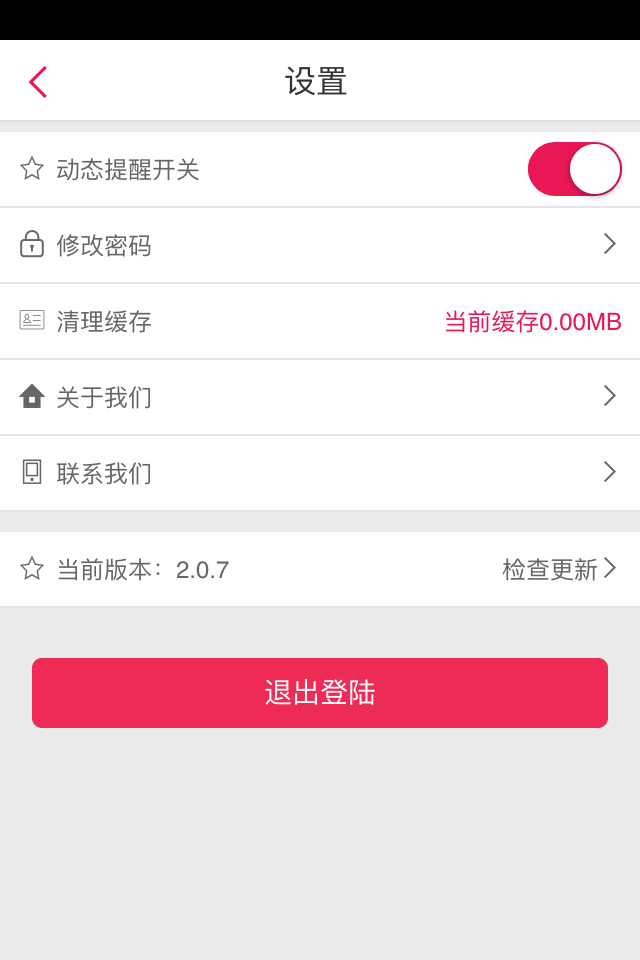 设置
动态提醒开关
修改密码
清理缓存 当前缓存0.00MB
关于我们
联系我们
当前版本：2.0.7 检查更新
退出登陆